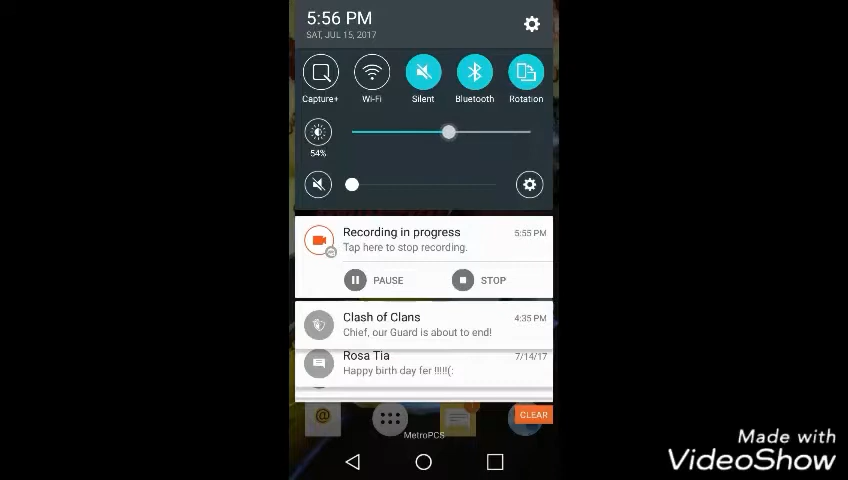 5:56 PM
SAT, JUL 15, 2017
Capture+ Wi-Fi Silent Bluetooth Rotation
54%
Recording in progress 5:55 PM
Tap here to stop recording.
PAUSE STOP
Clash of Clans 4:35 PM
Chief, our Guard is about to end!
Rosa Tia 7/14/17
Happy birth day fer !!!!!(:
@
CLEAR
MetroPCS
Made with
VideoShow